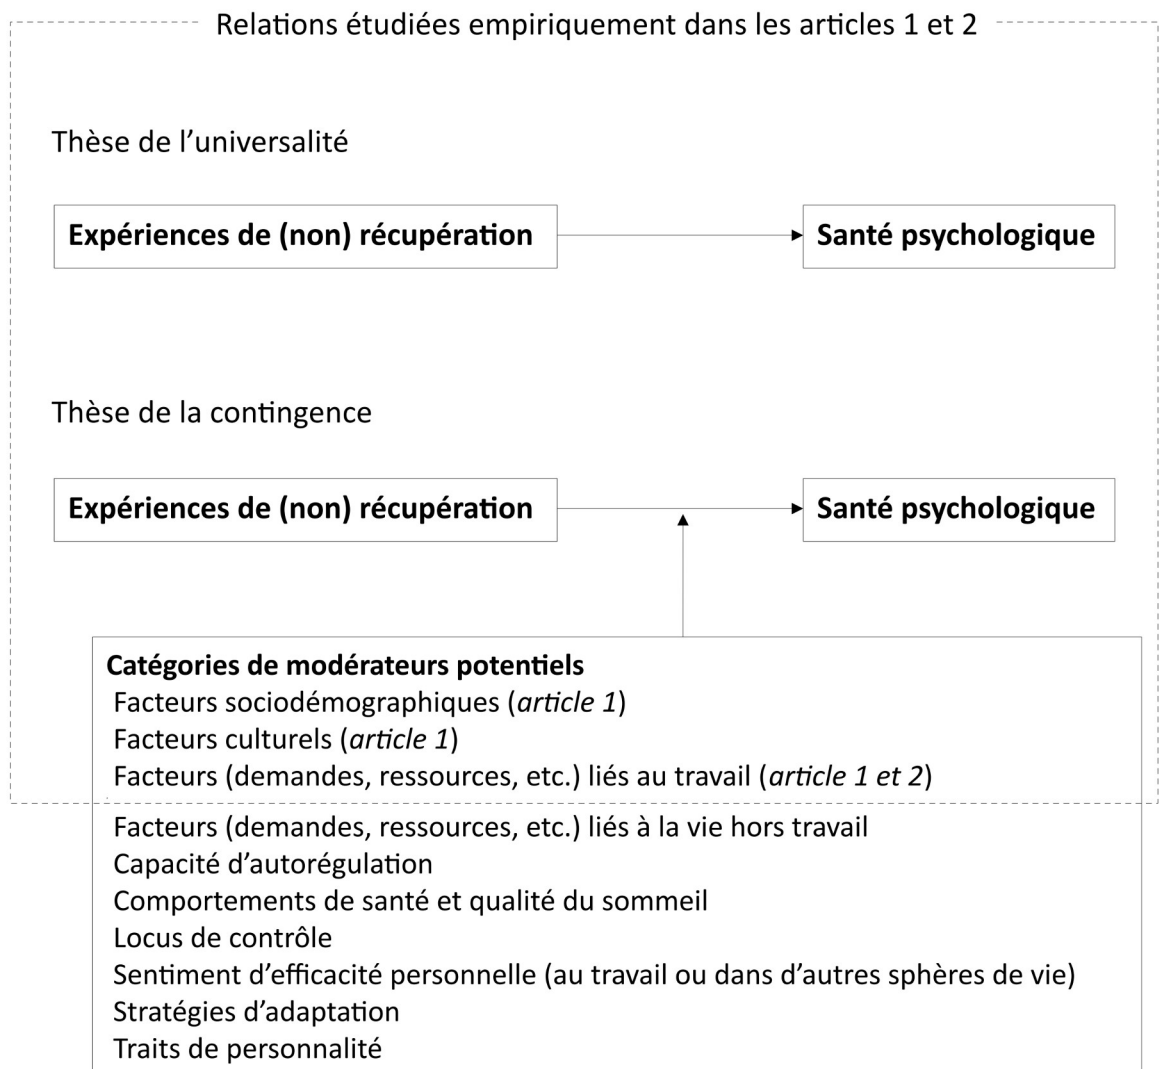 Relations étudiées empiriquement dans les articles 1 et 2
Thèse de l’universalité
Expériences de (non) récupération
Santé psychologique
Thèse de la contingence
Expériences de (non) récupération
Santé psychologique
Catégories de modérateurs potentiels
Facteurs sociodémographiques (article 1)
Facteurs culturels (article 1)
Facteurs (demandes, ressources, etc.) liés au travail (article 1 et 2)
Facteurs (demandes, ressources, etc.) liés à la vie hors travail
Capacité d’autorégulation
Comportements de santé et qualité du sommeil
Locus de contrôle
Sentiment d’efficacité personnelle (au travail ou dans d’autres sphères de vie)
Stratégies d’adaptation
Traits de personnalité